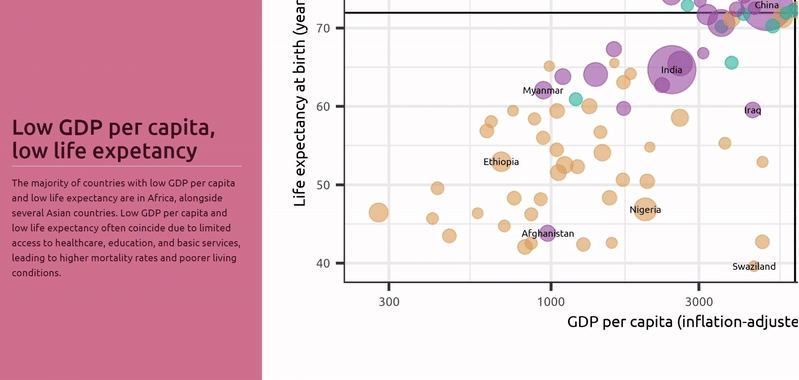 Low GDP per capita,
low life expetancy
The majority of countries with low GDP per capita
and low life expectancy are in Africa, alongside
several Asian countries. Low GDP per capita and
low life expectancy often coincide due to limited
access to healthcare, education, and basic services,
leading to higher mortality rates and poorer living
conditions.
Life expectancy at birth (year
70
60
50
40
China
India
Myanmar
Iraq
Ethiopia
Nigeria
Afghanistan
Swaziland
300
1000
3000
GDP per capita (inflation-adjuste